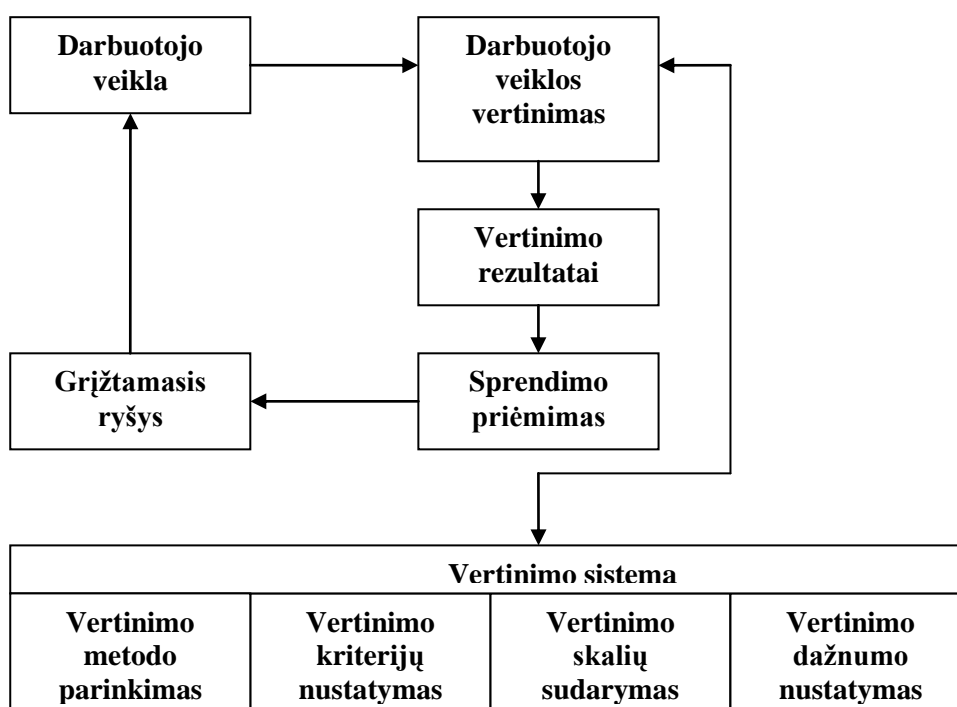 Darbuotojo
veikla
Darbuotojo
veiklos
vertinimas
Vertinimo
rezultatai
Grįžtamasis
ryšys
Sprendimo
priėmimas
Vertinimo sistema
Vertinimo
metodo
parinkimas
Vertinimo
kriterijų
nustatymas
Vertinimo
skalių
sudarymas
Vertinimo
dažnumo
nustatymas